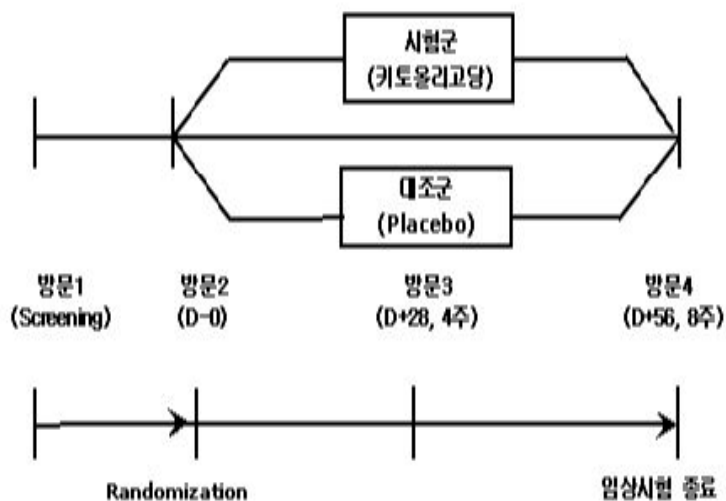 시험군
(키토올리고당)
대조군
(Placebo)
방문1
(Screening)
방문2
(D-0)
방문3
(D+28, 4주)
방문4
(D+56, 8주)
Randomization
임상시험 종료